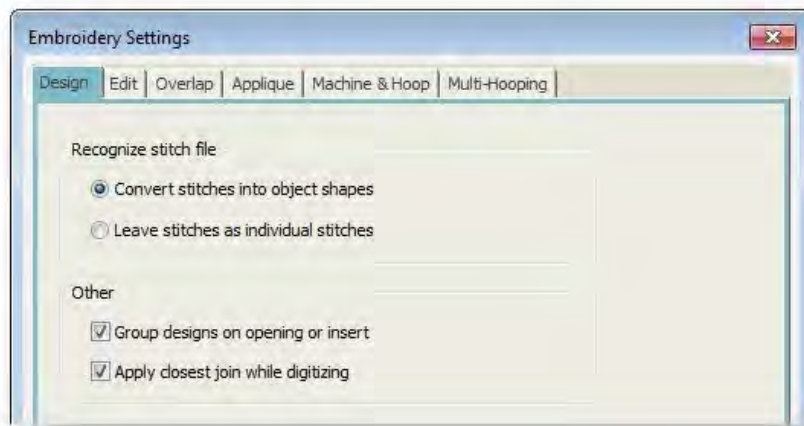 Embroidery Settings
Design Edit Overlap Applique Machine & Hoop Multi-Hooping
Recognize stitch file
Convert stitches into object shapes
Leave stitches as individual stitches
Other
Group designs on opening or insert
Apply closest join while digitizing